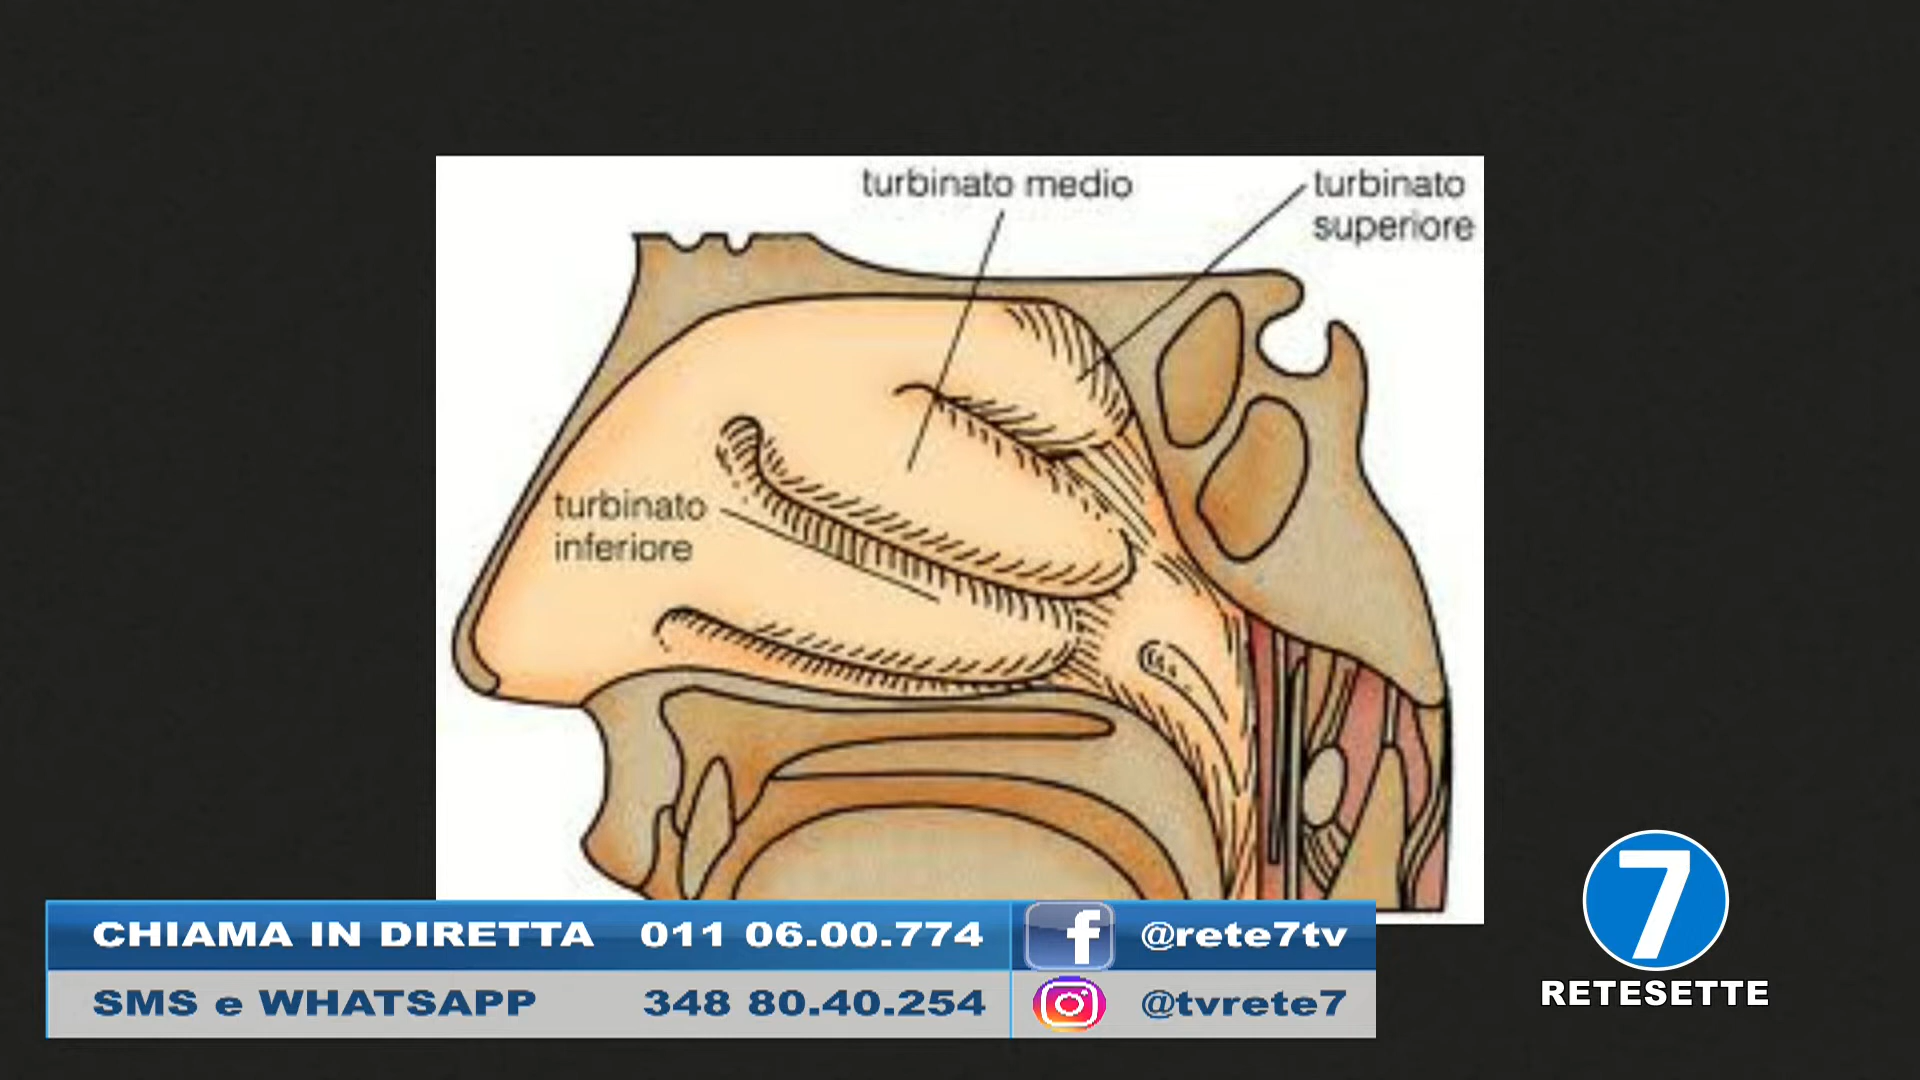 turbinato medio
turbinato
superiore
turbinato
inferiore
CHIAMA IN DIRETTA 011 06.00.774
@rete7tv
SMS e WHATSAPP 348 80.40.254
@tvrete7
7
RETESETTE